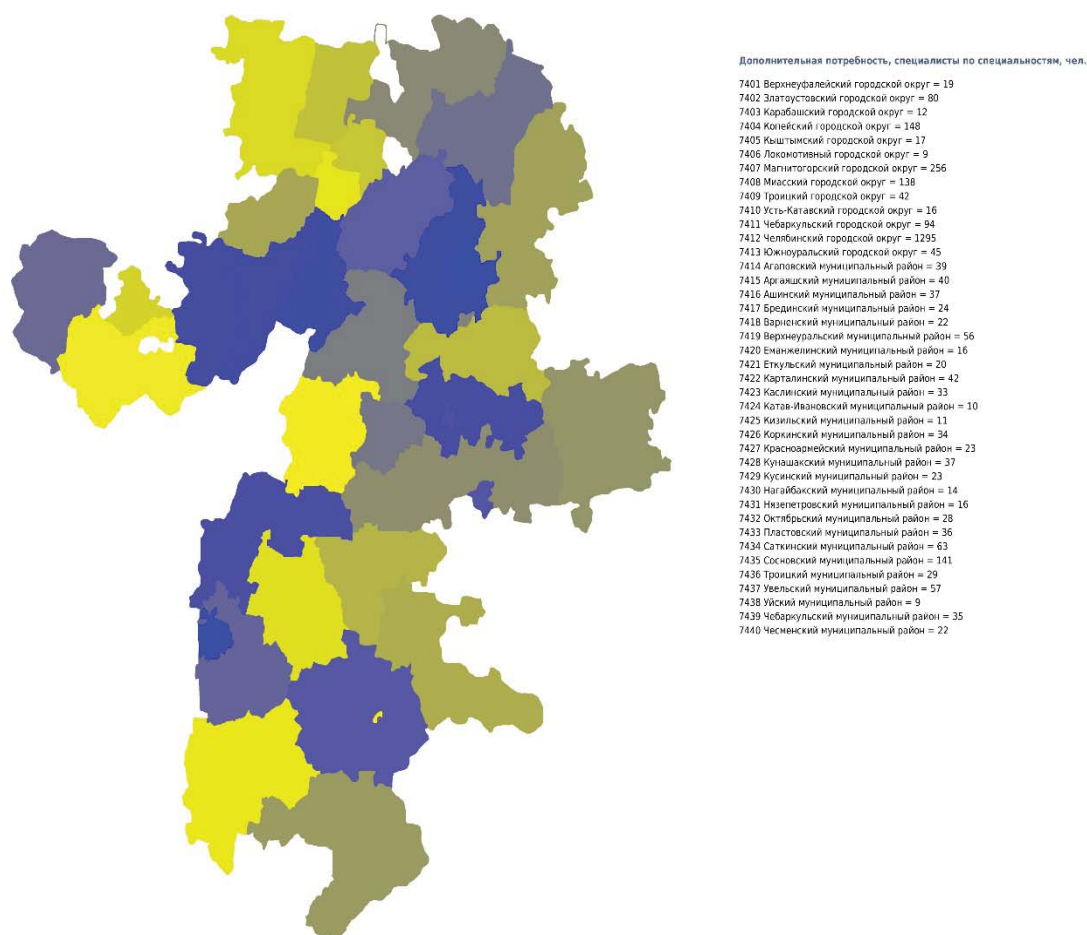 Дополнительная потребность, специалисты по специальностям, чел.
7401 Верхнеуфалейский городской округ = 19
7402 Златоустовский городской округ = 80
7403 Карабашский городской округ = 12
7404 Копейский городской округ = 148
7405 Кыштымский городской округ = 17
7406 Локомотивный городской округ = 9
7407 Магнитогорский городской округ = 256
7408 Миасский городской округ = 138
7409 Троицкий городской округ = 42
7410 Усть-Катавский городской округ = 16
7411 Чебаркульский городской округ = 94
7412 Челябинский городской округ = 1295
7413 Южноуральский городской округ = 45
7414 Агаповский муниципальный район = 39
7415 Аргаяшский муниципальный район = 40
7416 Ашинский муниципальный район = 37
7417 Брединский муниципальный район = 24
7418 Варненский муниципальный район = 22
7419 Верхнеуральский муниципальный район = 56
7420 Еманжелинский муниципальный район = 16
7421 Еткульский муниципальный район = 20
7422 Карталинский муниципальный район = 42
7423 Каслинский муниципальный район = 33
7424 Катав-Ивановский муниципальный район = 10
7425 Кизильский муниципальный район = 11
7426 Коркинский муниципальный район = 34
7427 Красноармейский муниципальный район = 23
7428 Кунашакский муниципальный район = 37
7429 Кусинский муниципальный район = 23
7430 Нагайбакский муниципальный район = 14
7431 Нязепетровский муниципальный район = 16
7432 Октябрьский муниципальный район = 28
7433 Пластовский муниципальный район = 36
7434 Саткинский муниципальный район = 63
7435 Сосновский муниципальный район = 141
7436 Троицкий муниципальный район = 29
7437 Увельский муниципальный район = 57
7438 Уйский муниципальный район = 9
7439 Чебаркульский муниципальный район = 35
7440 Чесменский муниципальный район = 22